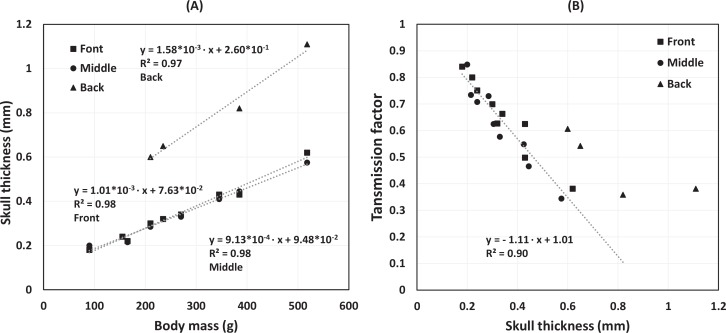 (A)
Skull thickness (mm)
1.2
1
0.8
0.6
0.4
0.2
0
Front
Middle
Back
y = 1.58*10⁻³ · x + 2.60*10⁻¹
R² = 0.97
Back
y = 1.01*10⁻³ · x + 7.63*10⁻²
R² = 0.98
Front
9.13*10⁻⁴ · x + 9.48*10⁻²
R² = 0.98
Middle
0 100 200 300 400 500 600
Body mass (g)
(B)
Tansmission factor
1
0.9
0.8
0.7
0.6
0.5
0.4
0.3
0.2
0.1
0
Front
Middle
Back
y = - 1.11 · x + 1.01
R² = 0.90
0 0.2 0.4 0.6 0.8 1 1.2
Skull thickness (mm)